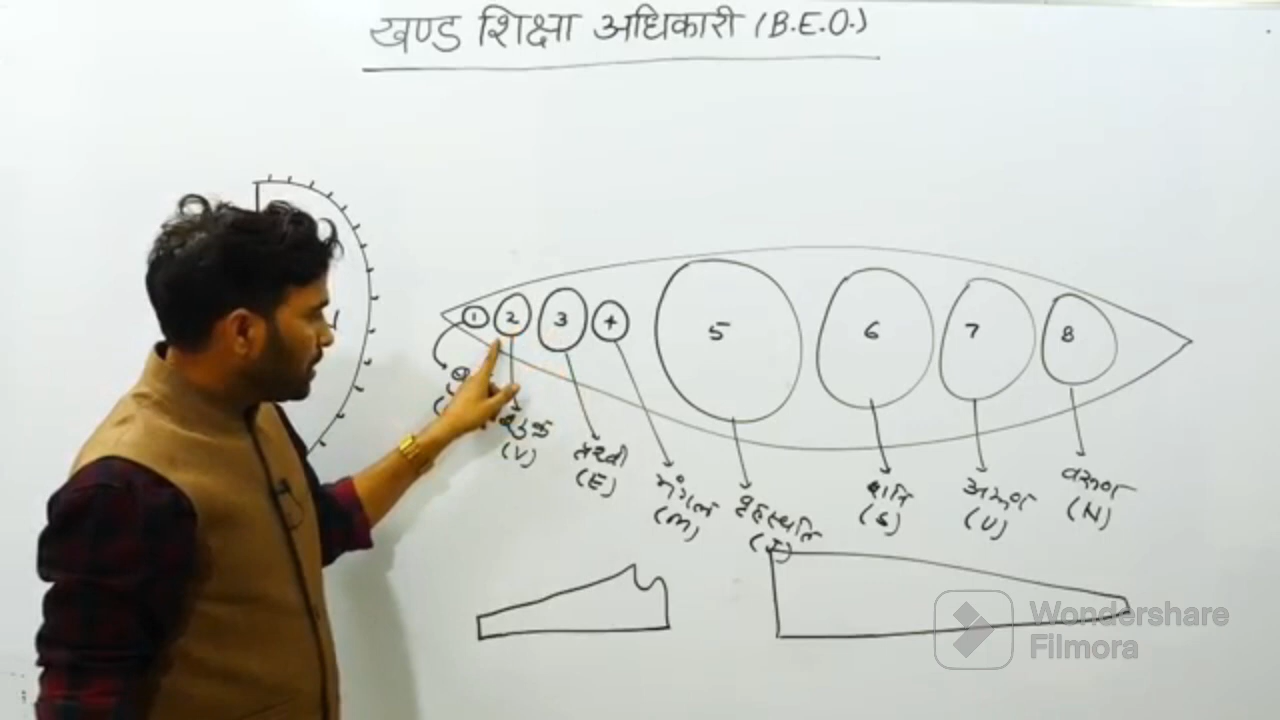 खण्ड शिक्षा अधिकारी (B.E.O.)
1 2 3 4 5 6 7 8
शुक्र
(V)
(E)
मंगल
(M)
बृहस्पति
(J)
शनि
(S)
अरुण
(U)
वरुण
(N)
Wondershare
Filmora